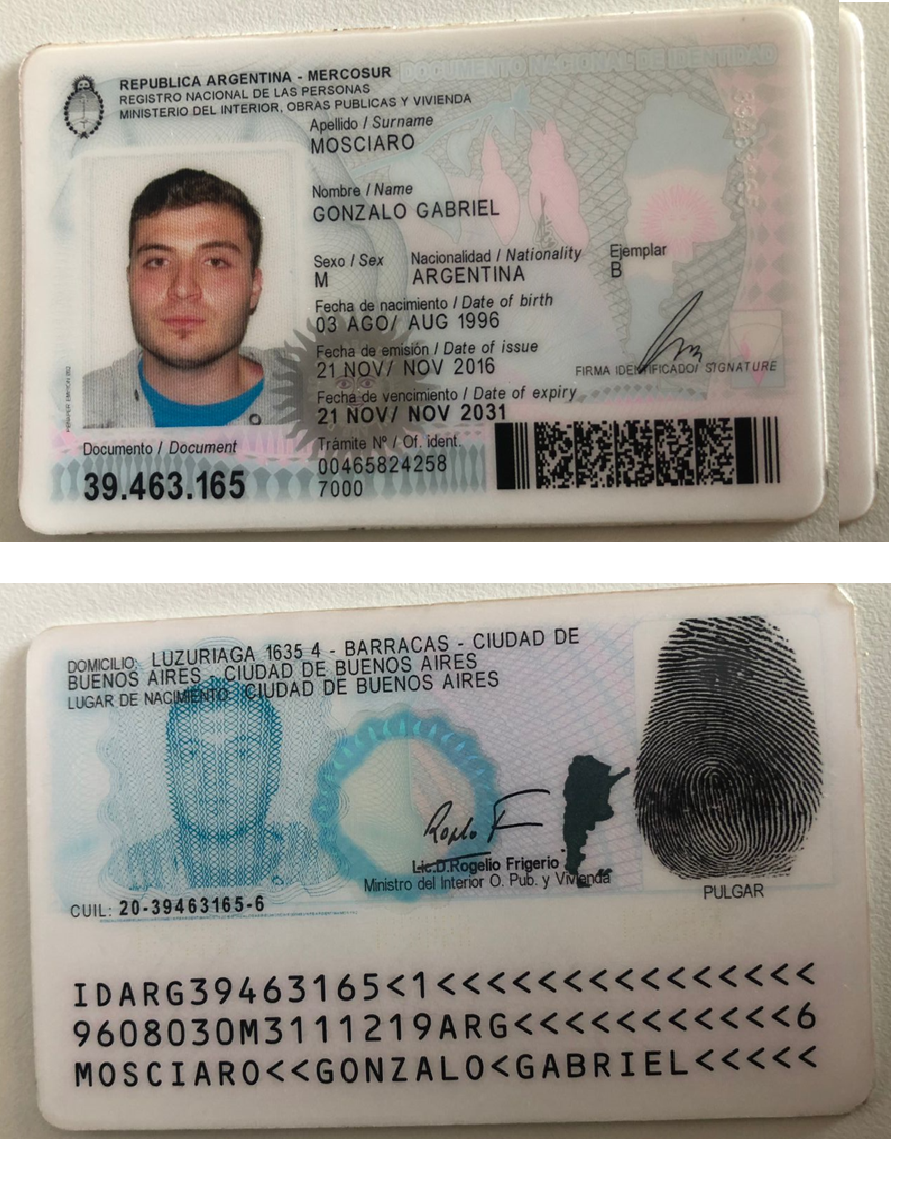 DOCUMENTO NACIONAL DE IDENTIDAD
REPUBLICA ARGENTINA - MERCOSUR
REGISTRO NACIONAL DE LAS PERSONAS
MINISTERIO DEL INTERIOR, OBRAS PUBLICAS Y VIVIENDA
Apellido / Surname
MOSCIARO
Nombre / Name
GONZALO GABRIEL
Sexo / Sex Nacionalidad / Nationality Ejemplar
M ARGENTINA B
Fecha de nacimiento / Date of birth
03 AGO/ AUG 1996
Fecha de emisión / Date of issue
21 NOV/ NOV 2016
FIRMA IDENTIFICADO/ SIGNATURE
Fecha de vencimiento / Date of expiry
21 NOV/ NOV 2031
Documento / Document
39.463.165
Trámite Nº / Of. ident.
00465824258
7000
DOMICILIO: LUZURIAGA 1635 4 - BARRACAS - CIUDAD DE
BUENOS AIRES - CIUDAD DE BUENOS AIRES
LUGAR DE NACIMIENTO: CIUDAD DE BUENOS AIRES
Lic.D.Rogelio Frigerio
Ministro del Interior O. Pub. y Vivienda
PULGAR
CUIL: 20-39463165-6
IDARG39463165<1<<<<<<<<<<<<<<<
9608030M3111219ARG<<<<<<<<<<<6
MOSCIARO<<GONZALO<GABRIEL<<<<<